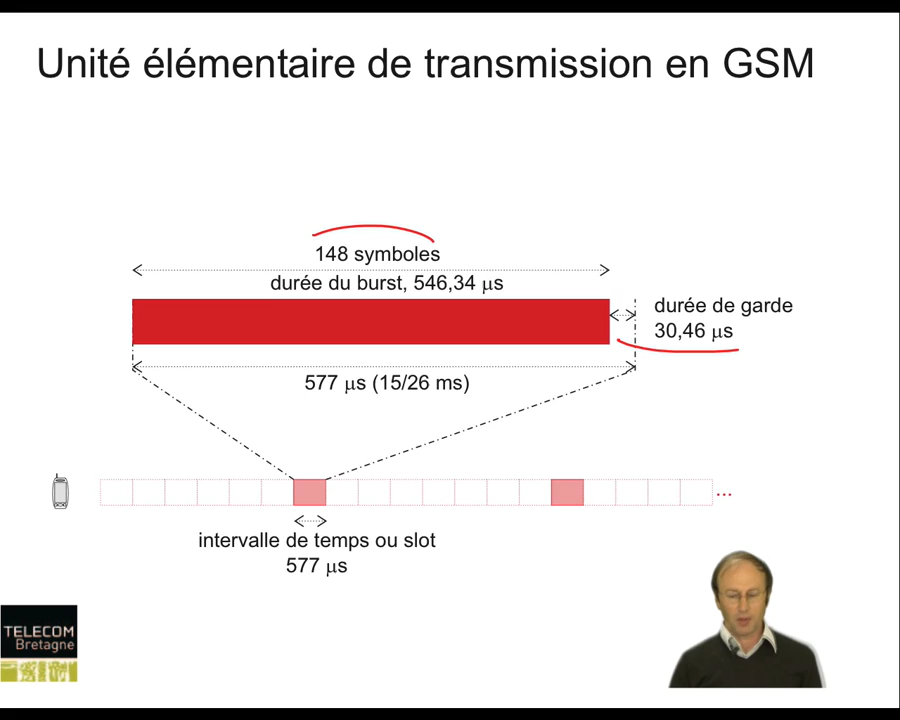 Unité élémentaire de transmission en GSM
148 symboles
durée du burst, 546,34 μs
durée de garde
30,46 μs
577 μs (15/26 ms)
...
intervalle de temps ou slot
577 μs
TELECOM
Bretagne